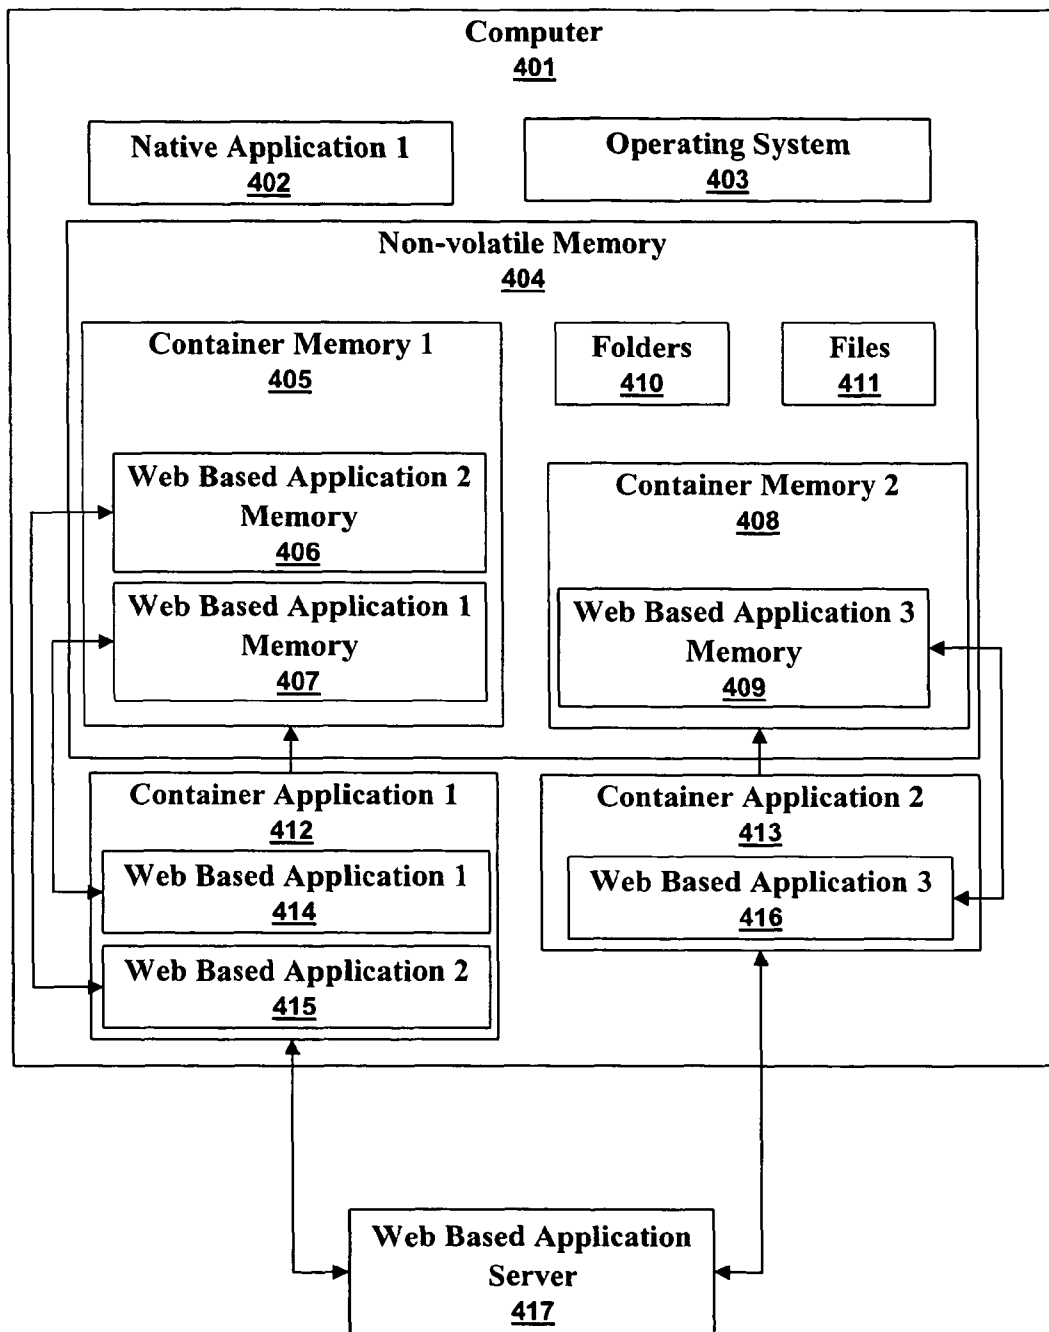 Computer
401
Native Application 1
402
Operating System
403
Non-volatile Memory
404
Container Memory 1
405
Folders
410
Files
411
Web Based Application 2
Memory
406
Container Memory 2
408
Web Based Application 1
Memory
407
Web Based Application 3
Memory
409
Container Application 1
412
Container Application 2
413
Web Based Application 1
414
Web Based Application 3
416
Web Based Application 2
415
Web Based Application
Server
417